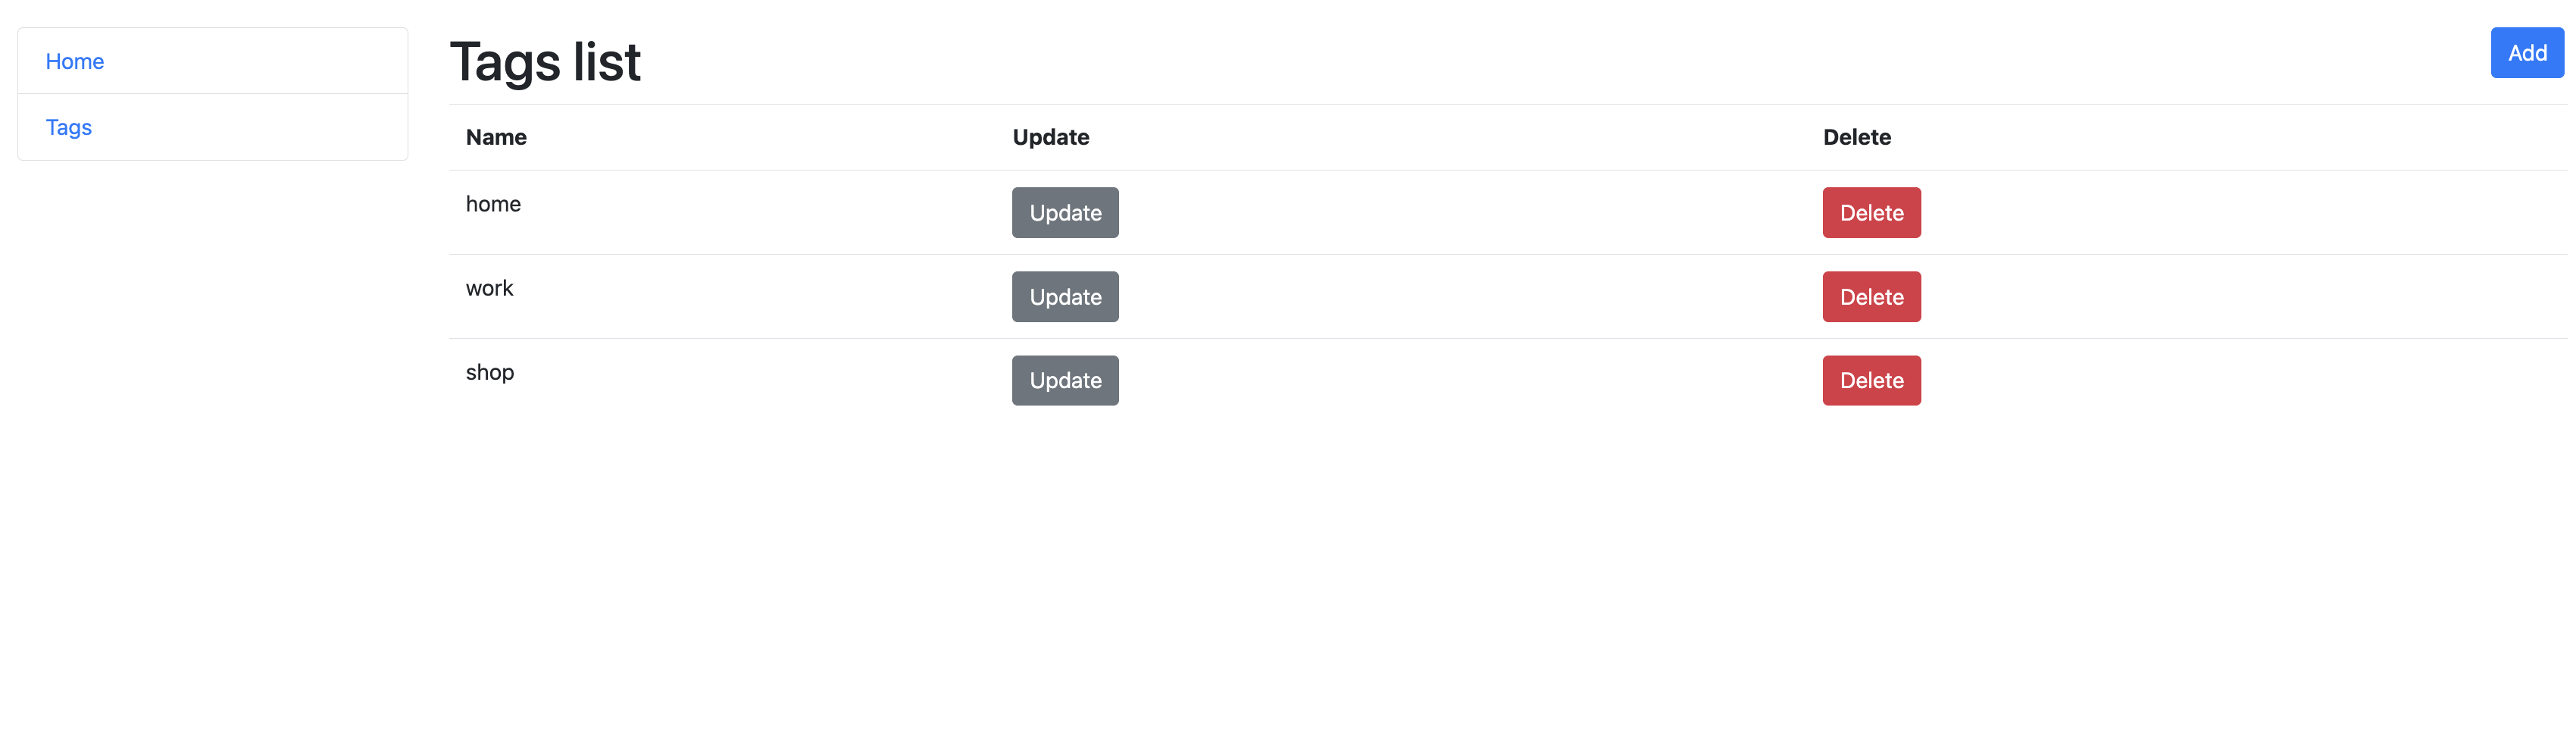 Home
Tags
Tags list
Add
Name Update Delete
home Update Delete
work Update Delete
shop Update Delete